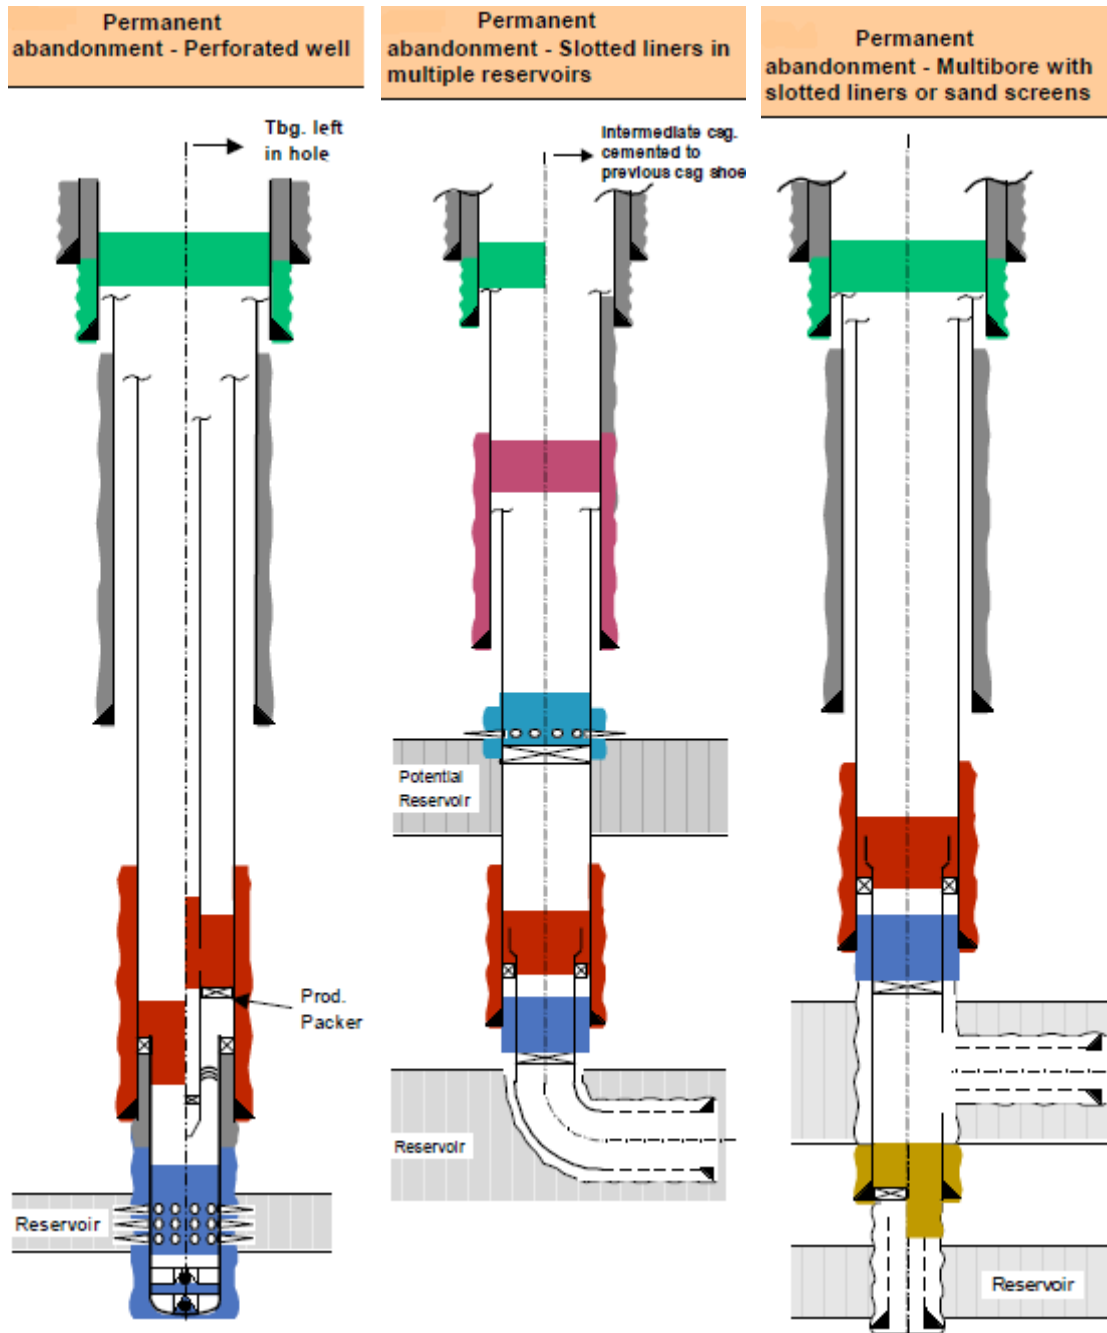 Permanent
abandonment - Perforated well
Permanent
abandonment - Slotted liners in
multiple reservoirs
Permanent
abandonment - Multibore with
slotted liners or sand screens
Tbg. left
in hole
Prod.
Packer
Reservoir
Intermediate csg.
cemented to
previous csg shoe
Potential
Reservoir
Reservoir
Reservoir